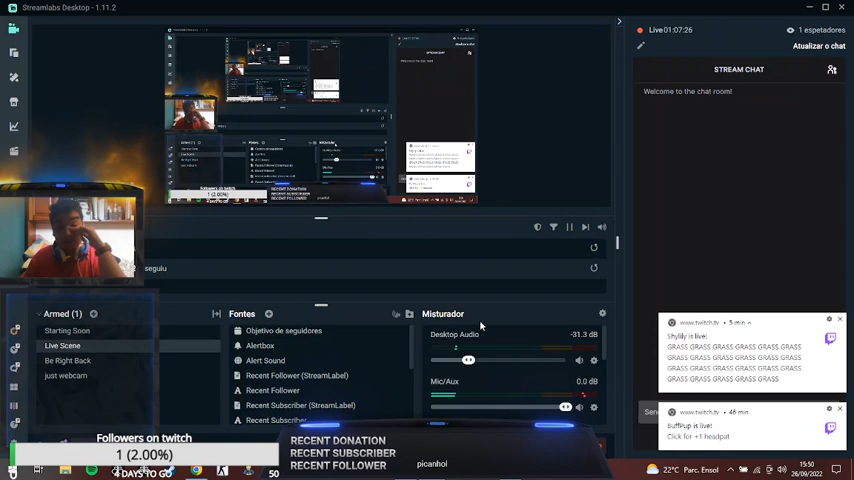 Streamlabs Desktop - 1.11.2
Live 01:07:26
1 espetadores
Atualizar o chat
STREAM CHAT
Welcome to the chat room!
seguiu
Armed (1)
Starting Soon
Live Scene
Be Right Back
just webcam
Fontes
Objetivo de seguidores
Alertbox
Alert Sound
Recent Follower (StreamLabel)
Recent Follower
Recent Subscriber (StreamLabel)
Recent Subscriber
Misturador
Desktop Audio
-31.3 dB
Mic/Aux
0.0 dB
www.twitch.tv • 5 min
Shylily is live!
GRASS GRASS GRASS GRASS GRASS
GRASS GRASS GRASS GRASS GRASS
GRASS GRASS GRASS GRASS GRASS
GRASS GRASS GRASS GRASS
www.twitch.tv • 46 min
BuffPup is live!
Click for +1 headpat
Followers on twitch
1 (2.00%)
4 DAYS TO GO
50
RECENT DONATION
RECENT SUBSCRIBER
RECENT FOLLOWER
picanhol
22°C Parc. Ensol
15:50
26/09/2022